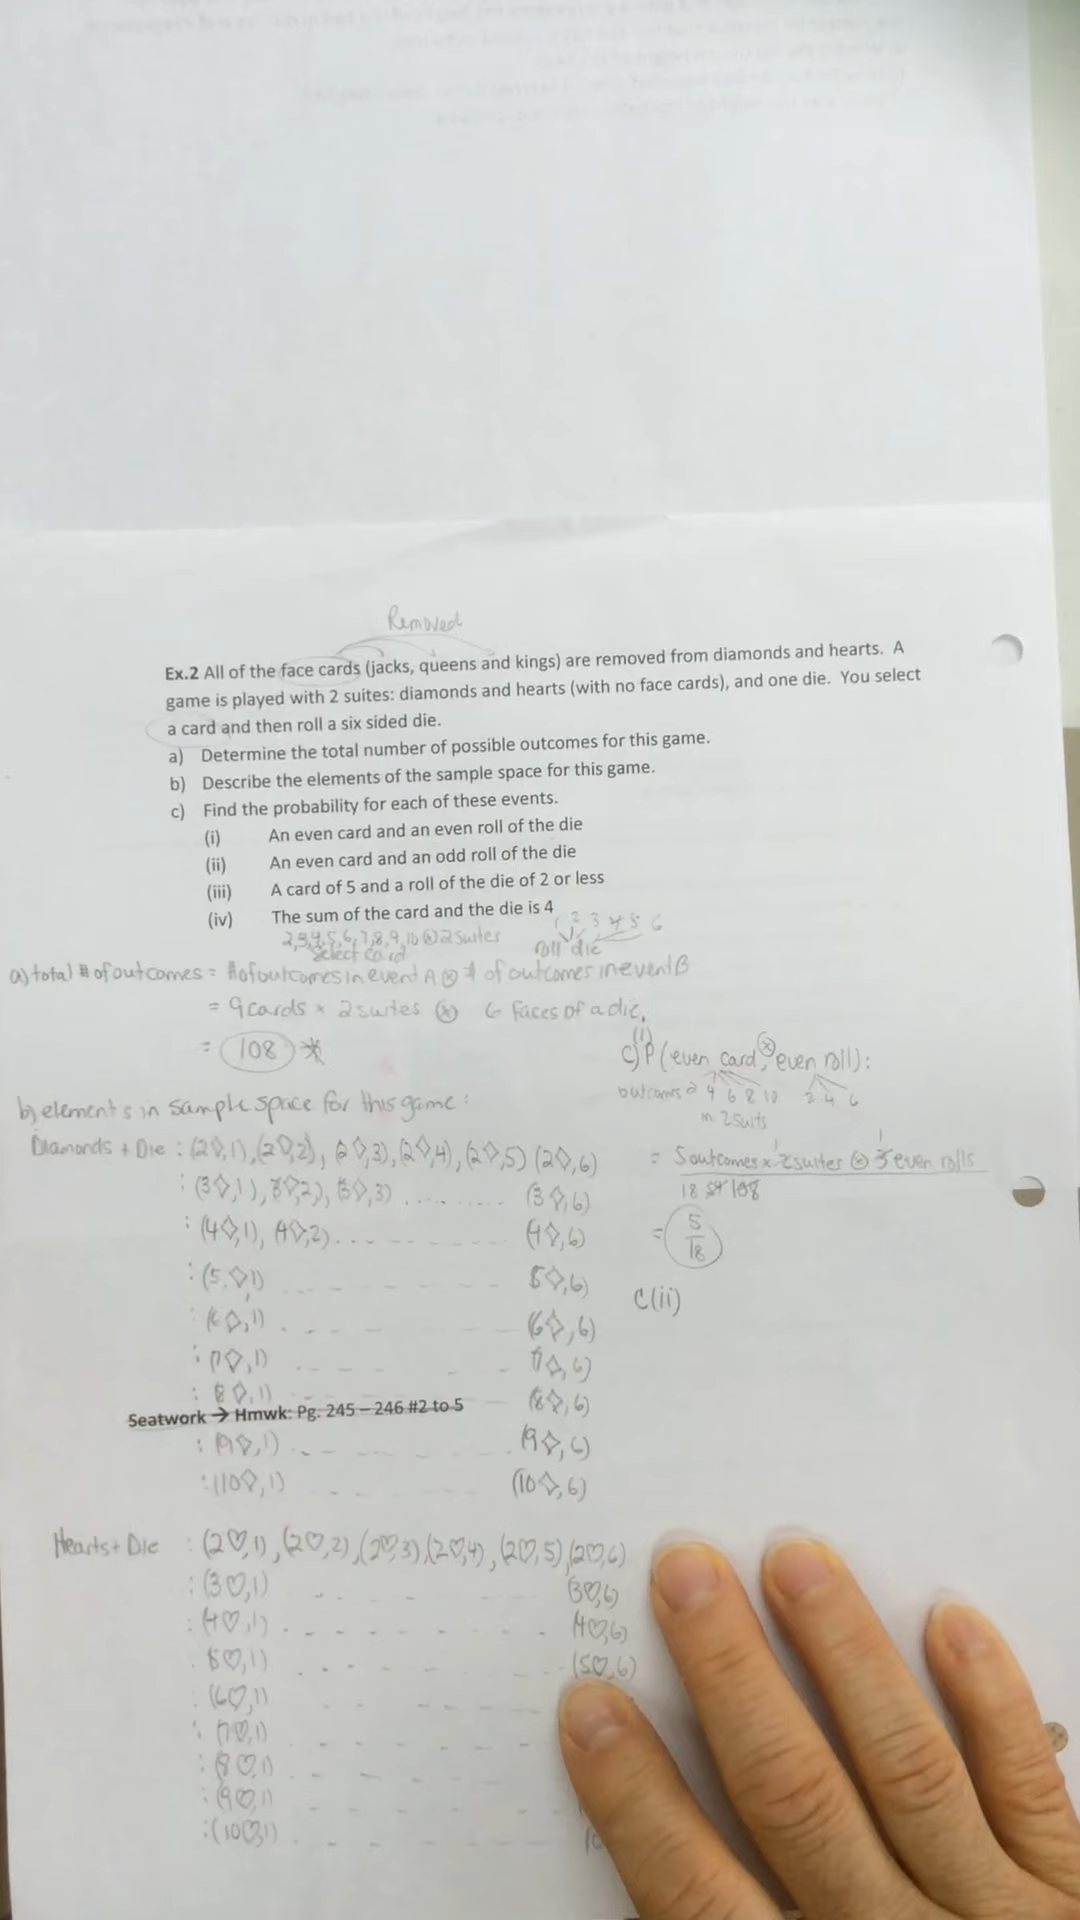 Removed
Ex.2 All of the face cards (jacks, queens and kings) are removed from diamonds and hearts. A
game is played with 2 suites: diamonds and hearts (with no face cards), and one die. You select
a card and then roll a six sided die.
a) Determine the total number of possible outcomes for this game.
b) Describe the elements of the sample space for this game.
c) Find the probability for each of these events.
(i) An even card and an even roll of the die
(ii) An even card and an odd roll of the die
(iii) A card of 5 and a roll of the die of 2 or less
(iv) The sum of the card and the die is 4
1 2 3 4 5 6
2,3,4,5,6,7,8,9,10 ⊗ 2 suites
select card roll die
a) total # of outcomes = # of outcomes in event A ⊗ # of outcomes in event B
= 9 cards × 2 suites ⊗ 6 faces of a die.
= 108 *
c)(i) P(even card ⊗, even roll):
outcomes 2 4 6 8 10 2 4 6
in 2 suits
b) elements in sample space for this game:
Diamonds + Die : (2♢,1), (2♢,2), (2♢,3), (2♢,4), (2♢,5) (2♢,6)
= 5 outcomes × 2 suites ⊗ 3 even rolls
18 54 108
: (3♢,1), (3♢,2), (3♢,3) .......... (3♢,6)
: (4♢,1), (4♢,2) . - - - - - (4♢,6)
= 5/18
: (5♢,1) - - - - - (5♢,6)
c(ii)
: (6♢,1) . - - - - (6♢,6)
: (7♢,1) - - - - (7♢,6)
: (8♢,1) - - - - (8♢,6)
Seatwork → Hmwk: Pg. 245 – 246 #2 to 5
: (9♢,1) . - - - - . (9♢,6)
: (10♢,1) - - - - (10♢,6)
Hearts + Die : (2♡,1), (2♡,2), (2♡,3), (2♡,4), (2♡,5), (2♡,6)
: (3♡,1) - - - - (3♡,6)
: (4♡,1) . - - - - - (4♡,6)
: (5♡,1) - - - - - (5♡,6)
: (6♡,1) - - - -
: (7♡,1) - - - - -
: (8♡,1) - - - - -
: (9♡,1) - - - - -
: (10♡,1) . - - - - (10